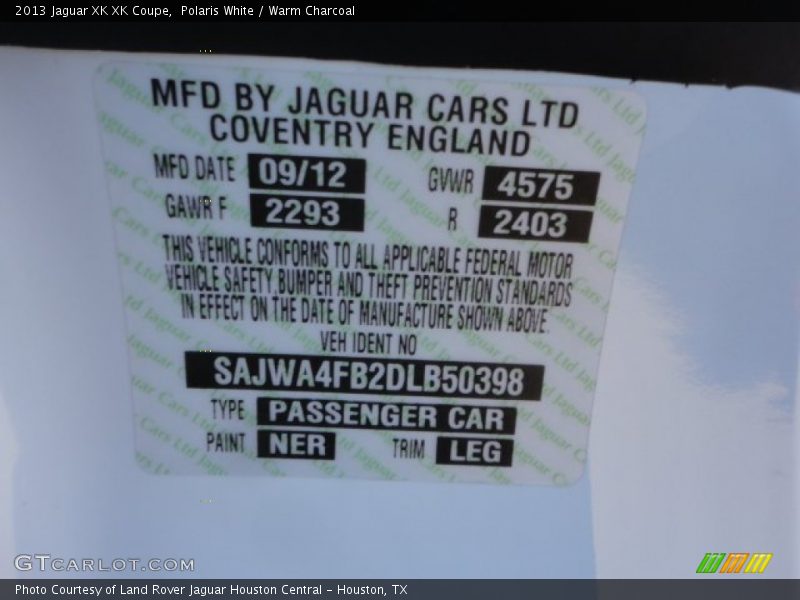 2013 Jaguar XK XK Coupe,  Polaris White / Warm Charcoal
MFD BY JAGUAR CARS LTD
COVENTRY ENGLAND
MFD DATE 09/12 GVWR 4575
GAWR F 2293 R 2403
THIS VEHICLE CONFORMS TO ALL APPLICABLE FEDERAL MOTOR
VEHICLE SAFETY,BUMPER AND THEFT PREVENTION STANDARDS
IN EFFECT ON THE DATE OF MANUFACTURE SHOWN ABOVE.
VEH IDENT NO
SAJWA4FB2DLB50398
TYPE PASSENGER CAR
PAINT NER TRIM LEG
GTCARLOT.COM
Photo Courtesy of Land Rover Jaguar Houston Central - Houston, TX